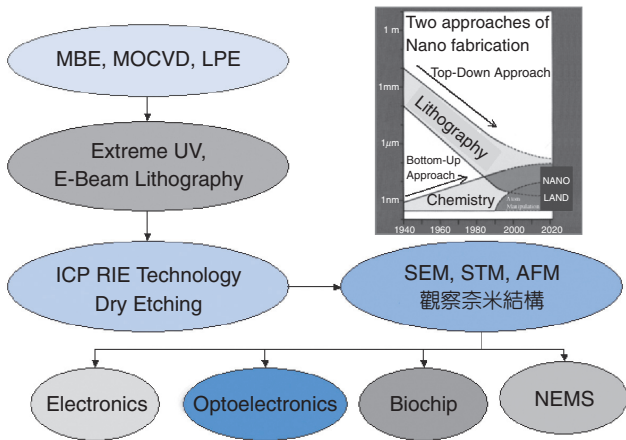 MBE, MOCVD, LPE
Extreme UV,
E-Beam Lithography
ICP RIE Technology
Dry Etching
SEM, STM, AFM
觀察奈米結構
Electronics
Optoelectronics
Biochip
NEMS
Two approaches of
Nano fabrication
Top-Down Approach
Lithography
Bottom-Up
Approach
Chemistry
Atom
Manipulation
NANO
LAND
1 m
1mm
1μm
1nm
1940 1960 1980 2000 2020